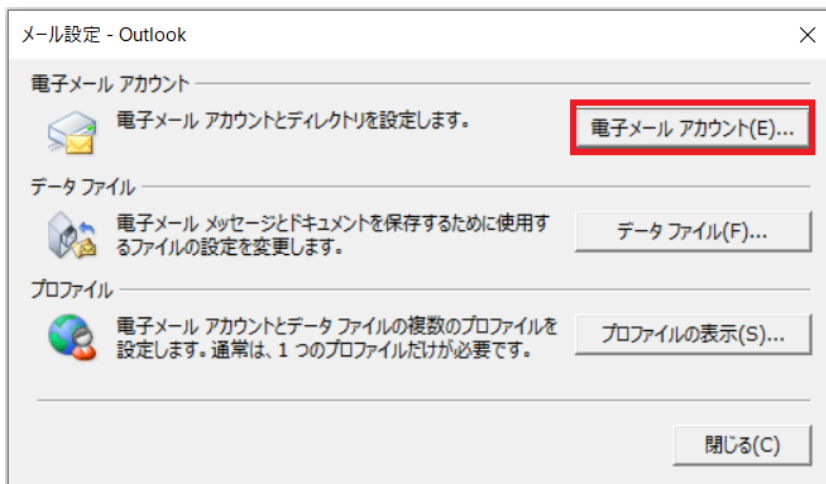 メール設定 - Outlook
電子メール アカウント
電子メール アカウントとディレクトリを設定します。
電子メール アカウント(E)...
データ ファイル
電子メール メッセージとドキュメントを保存するために使用す
るファイルの設定を変更します。
データ ファイル(F)...
プロファイル
電子メール アカウントとデータ ファイルの複数のプロファイルを
設定します。通常は、1 つのプロファイルだけが必要です。
プロファイルの表示(S)...
閉じる(C)